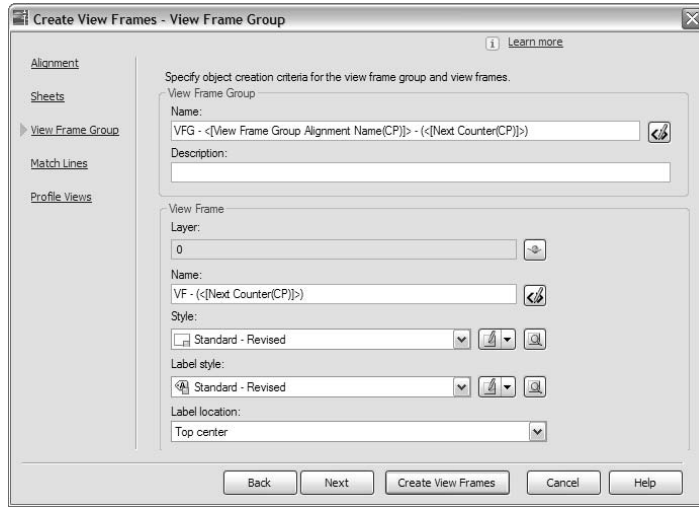 Create View Frames - View Frame Group
Learn more
Alignment
Sheets
View Frame Group
Match Lines
Profile Views
Specify object creation criteria for the view frame group and view frames.
View Frame Group
Name:
VFG - <[View Frame Group Alignment Name(CP)]> - (<[Next Counter(CP)]>)
Description:
View Frame
Layer:
0
Name:
VF - (<[Next Counter(CP)]>)
Style:
Standard - Revised
Label style:
Standard - Revised
Label location:
Top center
Back Next Create View Frames Cancel Help